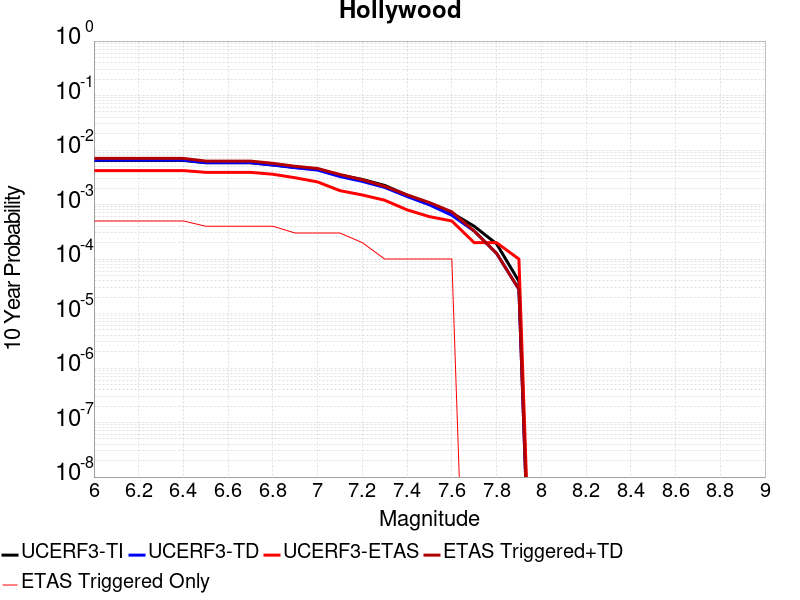 Hollywood
10 Year Probability
10^0
10^-1
10^-2
10^-3
10^-4
10^-5
10^-6
10^-7
10^-8
6 6.2 6.4 6.6 6.8 7 7.2 7.4 7.6 7.8 8 8.2 8.4 8.6 8.8 9
Magnitude
UCERF3-TI UCERF3-TD UCERF3-ETAS ETAS Triggered+TD
ETAS Triggered Only